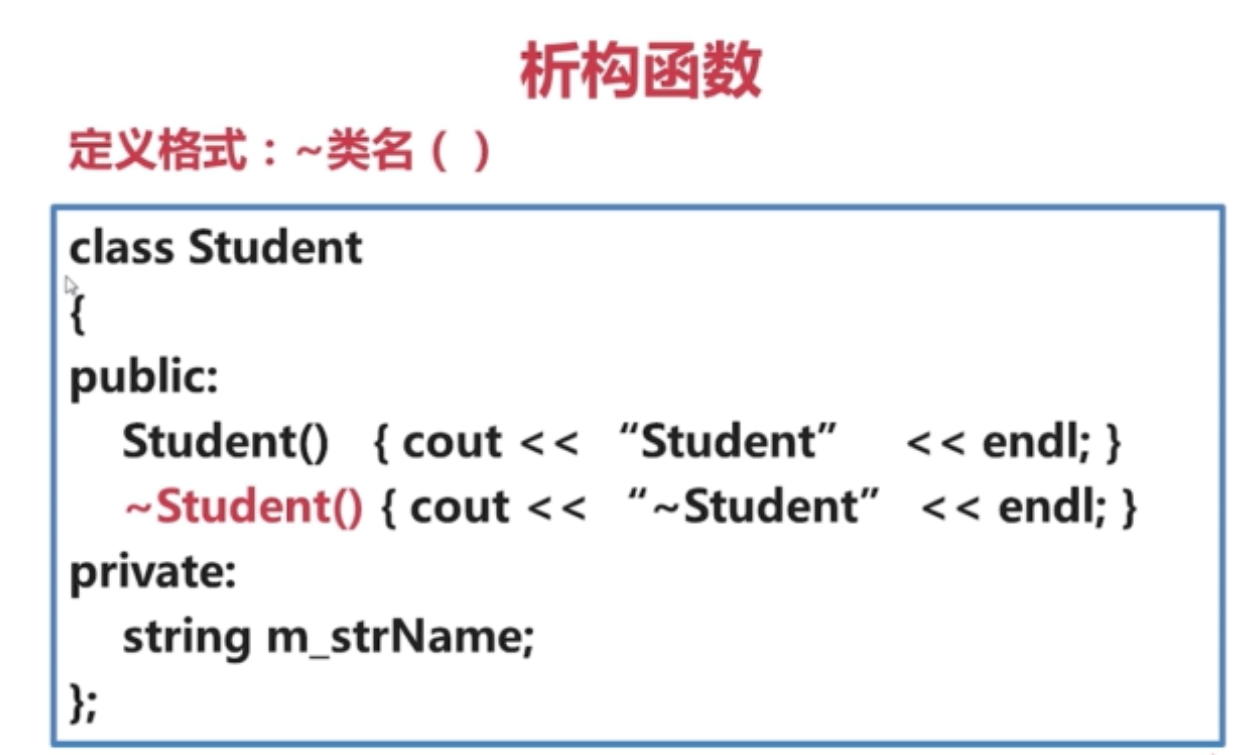 析构函数
定义格式：~类名（ ）
class Student
{
public:
Student() { cout << “Student” << endl; }
~Student() { cout << “~Student” << endl; }
private:
string m_strName;
};